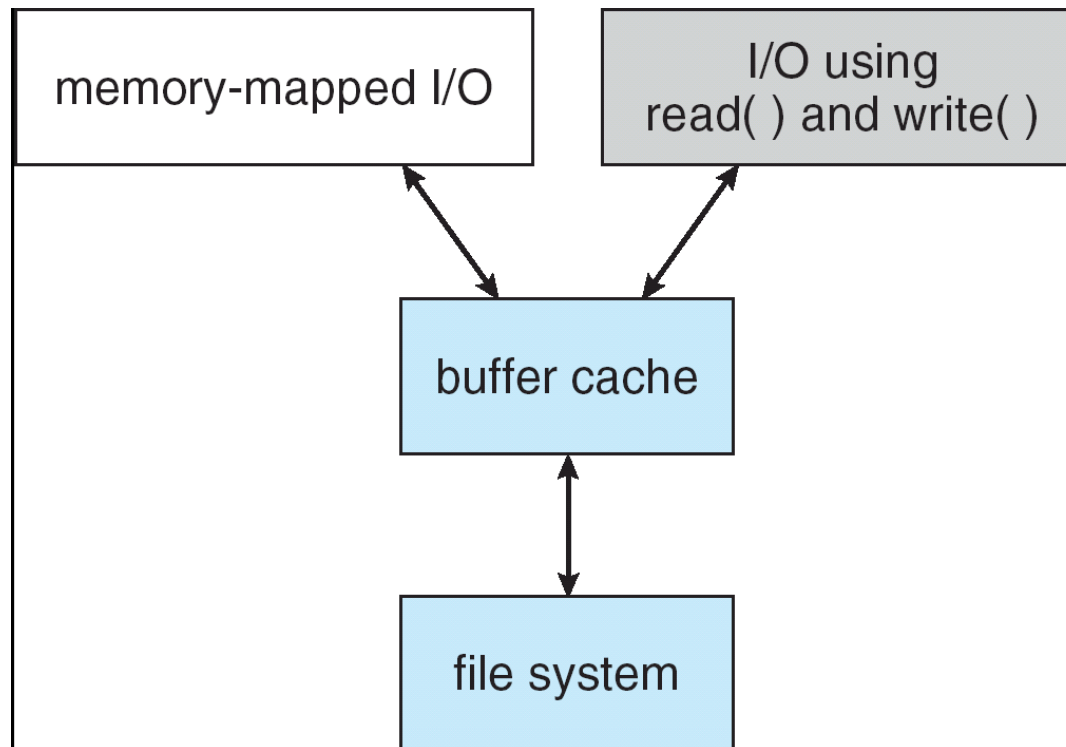 memory-mapped I/O
I/O using
read( ) and write( )
buffer cache
file system